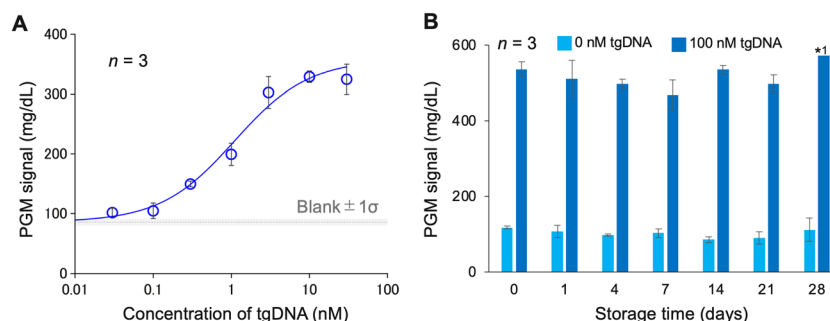 A
n = 3
PGM signal (mg/dL)
400
300
200
100
0
Blank ± 1σ
0.01 0.1 1 10 100
Concentration of tgDNA (nM)
B
n = 3
0 nM tgDNA 100 nM tgDNA
*1
PGM signal (mg/dL)
600
400
200
0
0 1 4 7 14 21 28
Storage time (days)